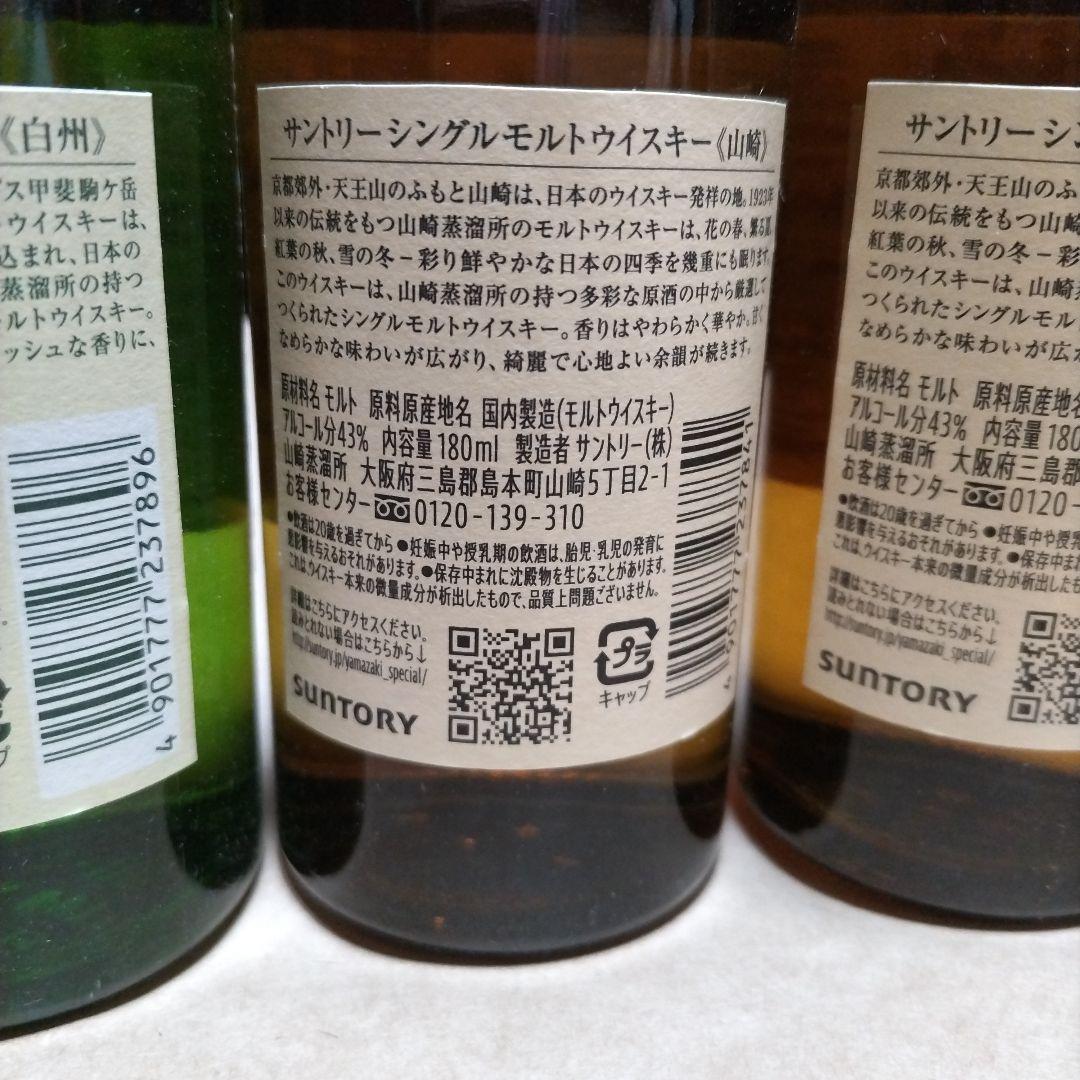 《白州》
ス甲斐駒ヶ岳
トウイスキーは、
込まれ、日本の
蒸溜所の持つ
ルトウイスキー。
ッシュな香りに、
4 901777 237896
サントリーシングルモルトウイスキー《山崎》
京都郊外・天王山のふもと山崎は、日本のウイスキー発祥の地。1923年
以来の伝統をもつ山崎蒸溜所のモルトウイスキーは、花の春、繁る夏、
紅葉の秋、雪の冬−彩り鮮やかな日本の四季を幾重にも眠ります。
このウイスキーは、山崎蒸溜所の持つ多彩な原酒の中から厳選して
つくられたシングルモルトウイスキー。香りはやわらかく華やか。甘く
なめらかな味わいが広がり、綺麗で心地よい余韻が続きます。
原材料名 モルト 原料原産地名 国内製造(モルトウイスキー)
アルコール分43% 内容量180ml 製造者 サントリー(株)
山崎蒸溜所 大阪府三島郡島本町山崎5丁目2-1
お客様センター 0120-139-310
●飲酒は20歳を過ぎてから ●妊娠中や授乳期の飲酒は、胎児・乳児の発育に
悪影響を与えるおそれがあります。●保存中まれに沈殿物を生じることがあります。
これは、ウイスキー本来の微量成分が析出したもので、品質上問題ございません。
詳細はこちらにアクセスください。
読みとれない場合はこちらから↓
http://suntory.jp/yamazaki_special/
SUNTORY
プラ
キャップ
4 901777 237841
サントリーシン
京都郊外・天王山のふ
以来の伝統をもつ山崎
紅葉の秋、雪の冬−彩
このウイスキーは、山崎蒸
つくられたシングルモル
なめらかな味わいが広が
原材料名 モルト 原料原産地名
アルコール分43% 内容量180
山崎蒸溜所 大阪府三島郡
お客様センター 0120-
●飲酒は20歳を過ぎてから ●妊娠中
悪影響を与えるおそれがあります。●保存
これは、ウイスキー本来の微量成分が析出したも
詳細はこちらにアクセスください。
読みとれない場合はこちらから↓
http://suntory.jp/yamazaki_special/
SUNTORY